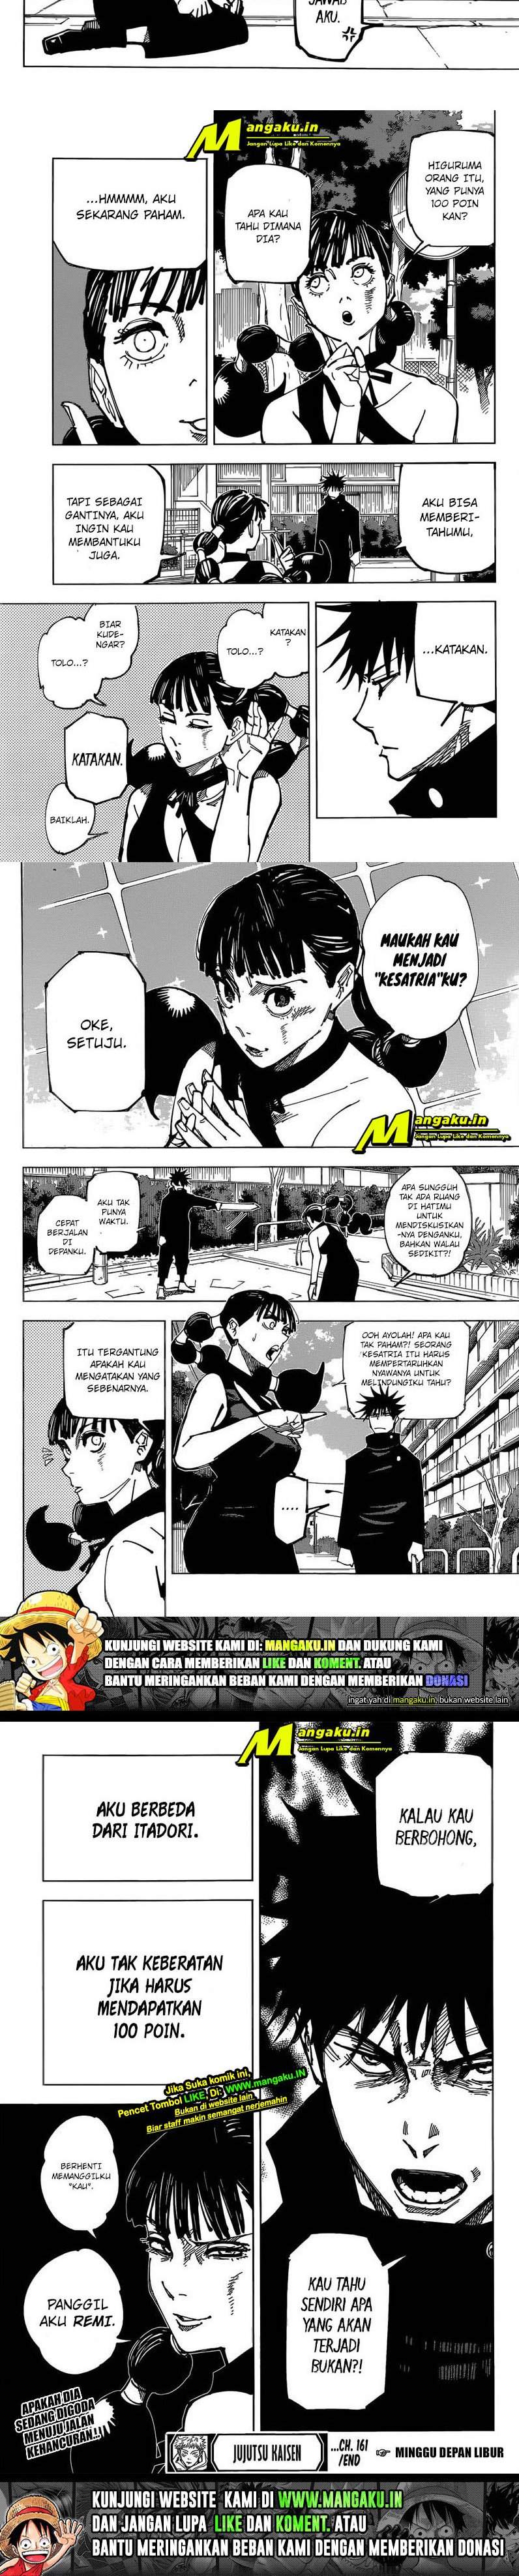 JAWAB
AKU.
Mangaku.in
Jangan Lupa Like dan Komennya
HIGURUMA
ORANG ITU,
YANG PUNYA
100 POIN
KAN?
APA KAU
TAHU DIMANA
DIA?
...HMMMM, AKU
SEKARANG PAHAM.
AKU BISA
MEMBERI-
TAHUMU,
TAPI SEBAGAI
GANTINYA, AKU
INGIN KAU
MEMBANTUKU
JUGA.
...KATAKAN.
KATAKAN
?
TOLO...?
BIAR
KUDE-
NGAR?
TOLO...?
KATAKAN.
BAIKLAH.
MAUKAH KAU
MENJADI
"KESATRIA"KU?
OKE,
SETUJU.
Mangaku.in
Jangan Lupa Like dan Komennya
APA SUNGGUH
TAK ADA RUANG
DI HATIMU
UNTUK
MENDISKUSIKAN
-NYA DENGANKU,
BAHKAN WALAU
SEDIKIT?!
AKU TAK
PUNYA
WAKTU.
CEPAT
BERJALAN
DI
DEPANKU.
OOH AYOLAH! APA KAU
TAK PAHAM?! SEORANG
KESATRIA ITU HARUS
MEMPERTARUHKAN
NYAWANYA UNTUK
MELINDUNGIKU TAHU?
....
ITU TERGANTUNG
APAKAH KAU
MENGATAKAN YANG
SEBENARNYA.
KUNJUNGI WEBSITE KAMI DI: MANGAKU.IN DAN DUKUNG KAMI
DENGAN CARA MEMBERIKAN LIKE DAN KOMENT. ATAU
BANTU MERINGANKAN BEBAN KAMI DENGAN MEMBERIKAN DONASI
ingat yah di mangaku.in, bukan website lain
Mangaku.in
Jangan Lupa Like dan Komennya
KALAU KAU
BERBOHONG,
AKU BERBEDA
DARI ITADORI.
AKU TAK KEBERATAN
JIKA HARUS
MENDAPATKAN
100 POIN.
Jika Suka komik Ini,
Pencet Tombol LIKE. Di: WWW.mangaku.IN
Bukan di website lain
Biar staff makin semangat nerjemahin
KAU TAHU
SENDIRI APA
YANG AKAN
TERJADI
BUKAN?!
BERHENTI
MEMANGGILKU
"KAU".
PANGGIL
AKU REMI.
APAKAH DIA
SEDANG DIGODA
MENUJU JALAN
KEHANCURAN..!
JUJUTSU KAISEN
...CH. 161
/END
☞ MINGGU DEPAN LIBUR
KUNJUNGI WEBSITE KAMI DI WWW.MANGAKU.IN
DAN JANGAN LUPA LIKE DAN KOMENT. ATAU
BANTU MERINGANKAN BEBAN KAMI DENGAN MEMBERIKAN DONASI